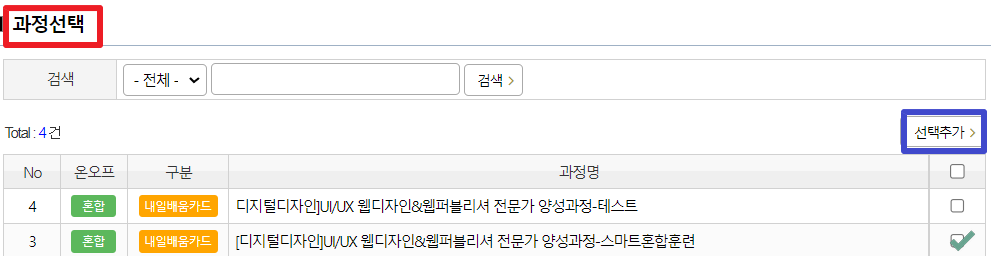 과정선택
검색 - 전체 - 검색 >
Total : 4 건 선택추가 >
No 온오프 구분 과정명
4 혼합 내일배움카드 디지털디자인]UI/UX 웹디자인&웹퍼블리셔 전문가 양성과정-테스트
3 혼합 내일배움카드 [디지털디자인]UI/UX 웹디자인&웹퍼블리셔 전문가 양성과정-스마트혼합훈련